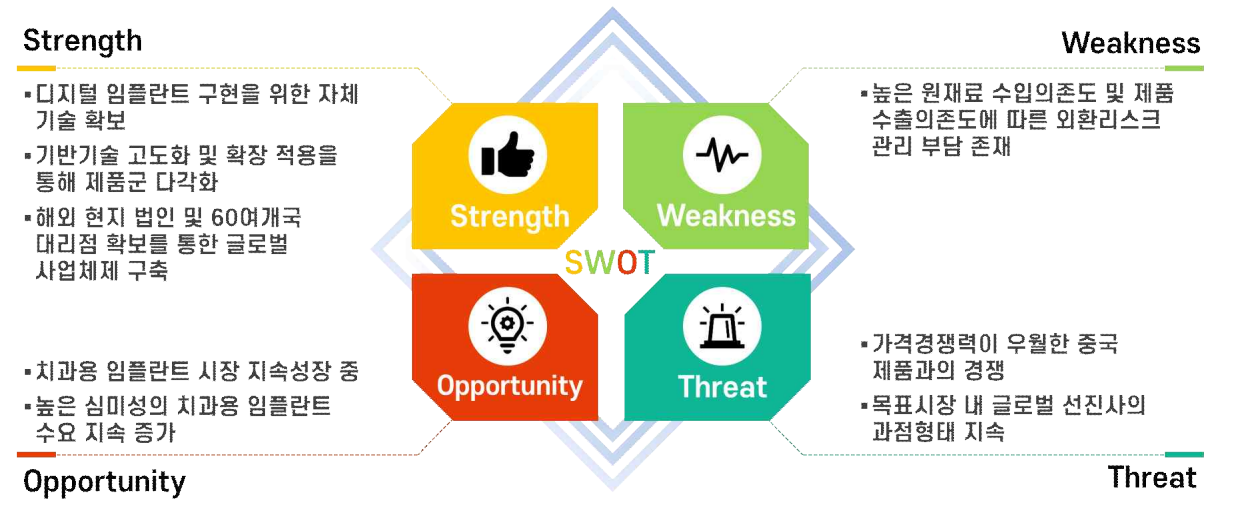 Strength
▪디지털 임플란트 구현을 위한 자체
기술 확보
▪기반기술 고도화 및 확장 적용을
통해 제품군 다각화
▪해외 현지 법인 및 60여개국
대리점 확보를 통한 글로벌
사업체제 구축
Weakness
▪높은 원재료 수입의존도 및 제품
수출의존도에 따른 외환리스크
관리 부담 존재
Strength
Weakness
SWOT
Opportunity
Threat
▪치과용 임플란트 시장 지속성장 중
▪높은 심미성의 치과용 임플란트
수요 지속 증가
Opportunity
▪가격경쟁력이 우월한 중국
제품과의 경쟁
▪목표시장 내 글로벌 선진사의
과점형태 지속
Threat